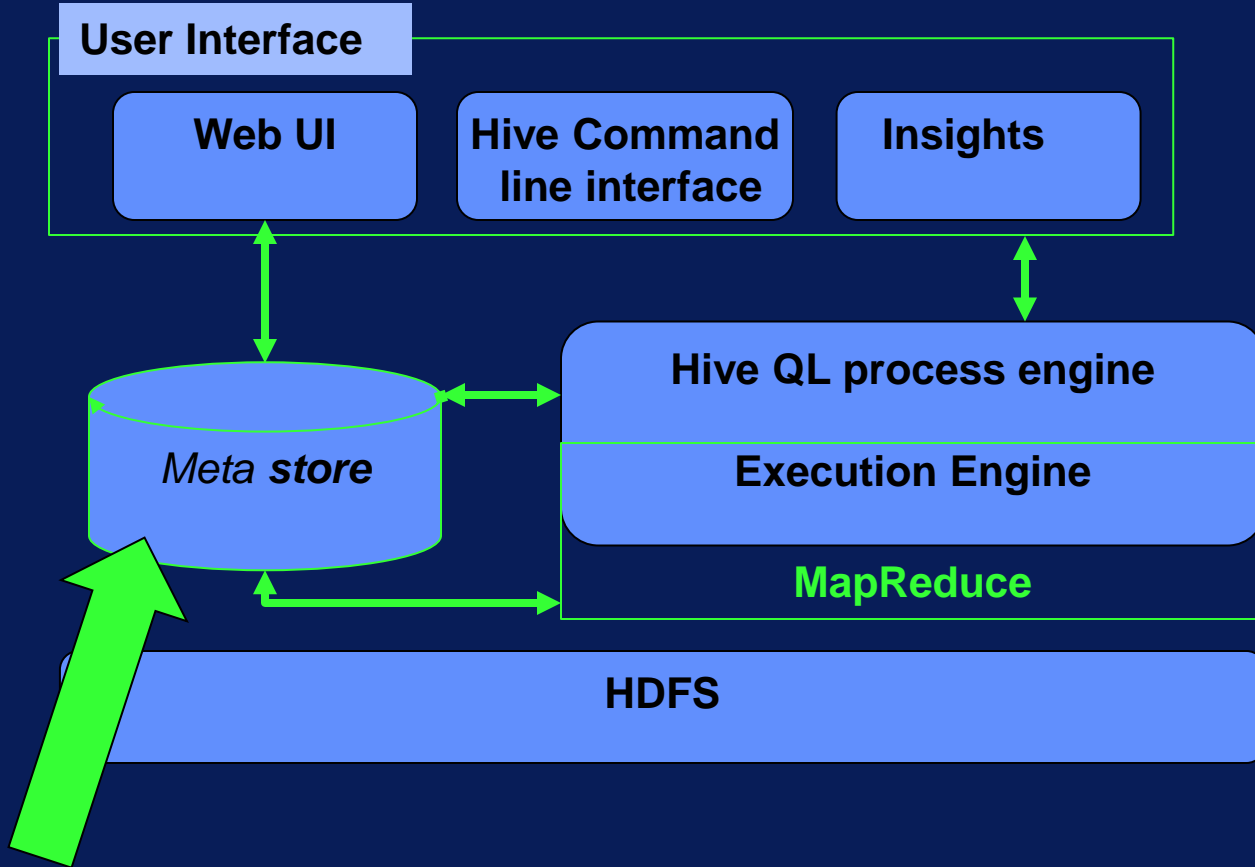 User Interface
Web UI
Hive Command
line interface
Insights
Hive QL process engine
Meta store
Execution Engine
MapReduce
HDFS